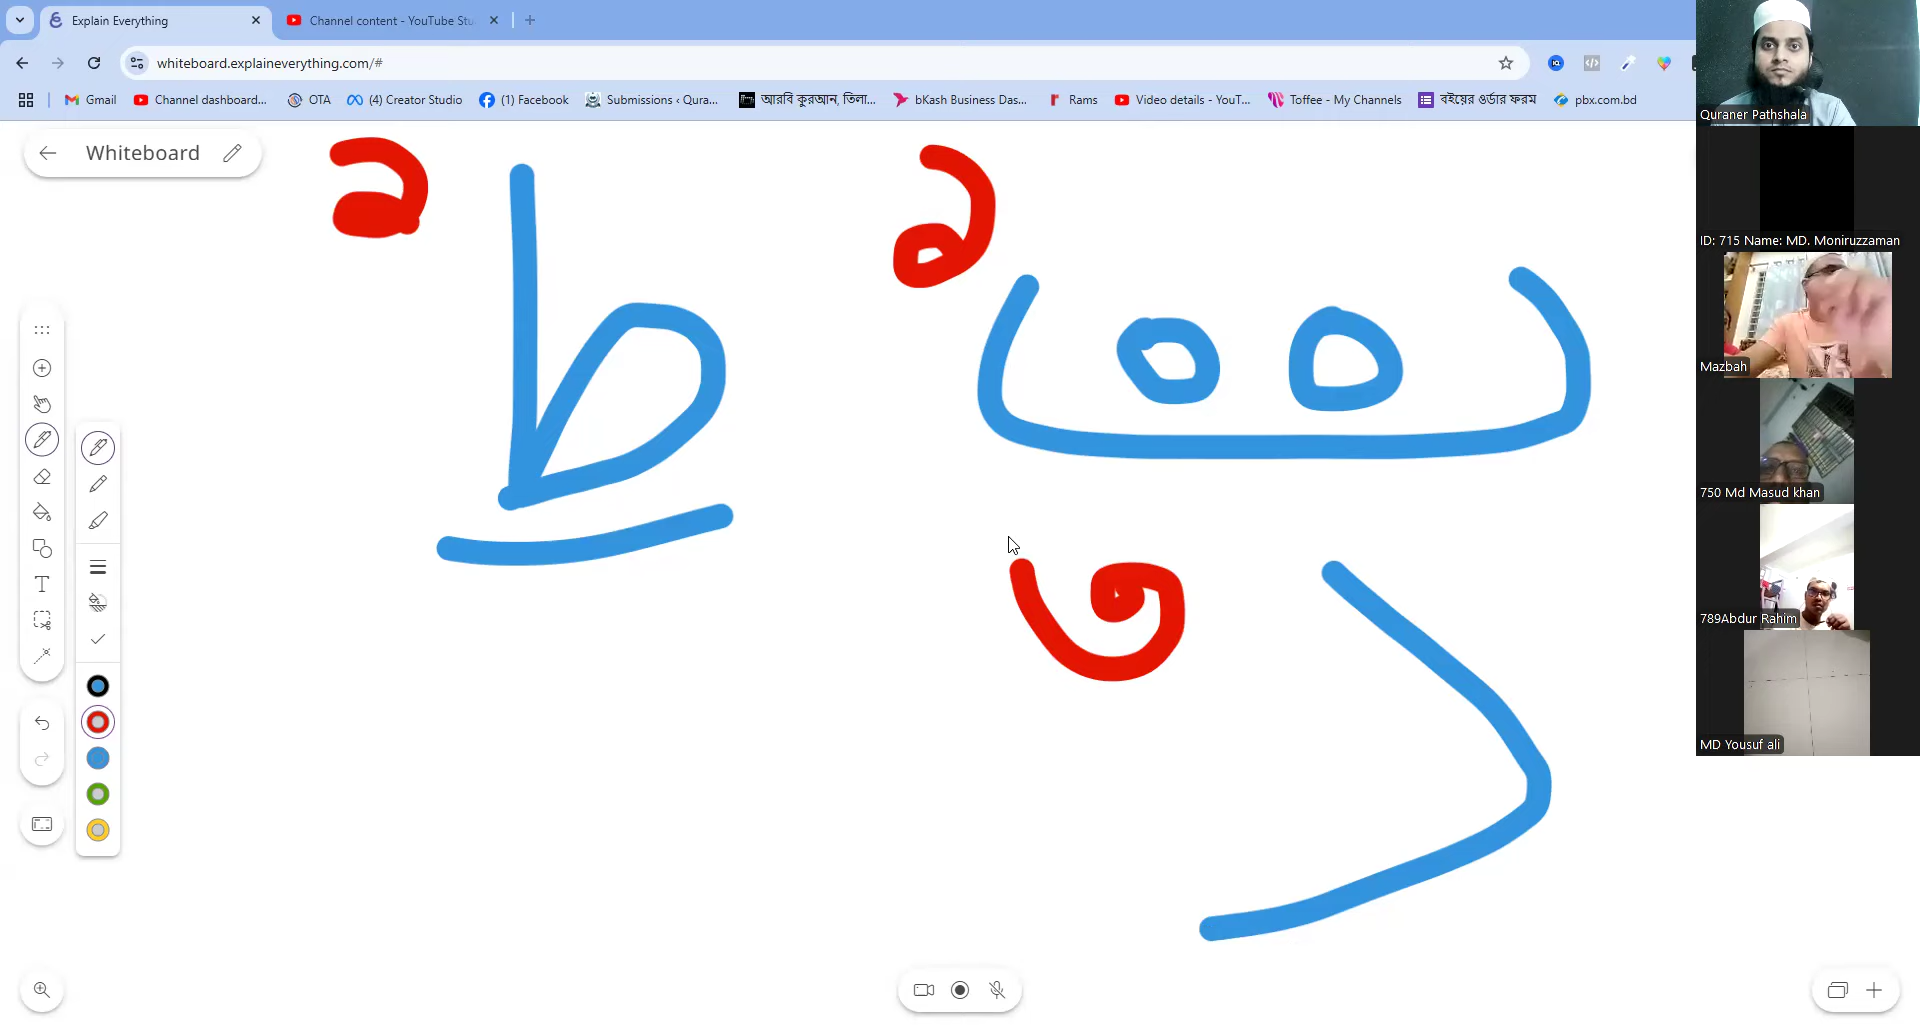 Explain Everything
Channel content - YouTube Stu
whiteboard.explaineverything.com/#
Gmail
Channel dashboard...
OTA
(4) Creator Studio
(1) Facebook
Submissions ‹ Qura...
আরবি কুরআন, তিলা...
bKash Business Das...
Rams
Video details - YouT...
Toffee - My Channels
বইয়ের ওর্ডার ফরম
pbx.com.bd
Whiteboard
T
২
১
৩
Quraner Pathshala
ID: 715 Name: MD. Moniruzzaman
Mazbah
750 Md Masud khan
789Abdur Rahim
MD Yousuf ali